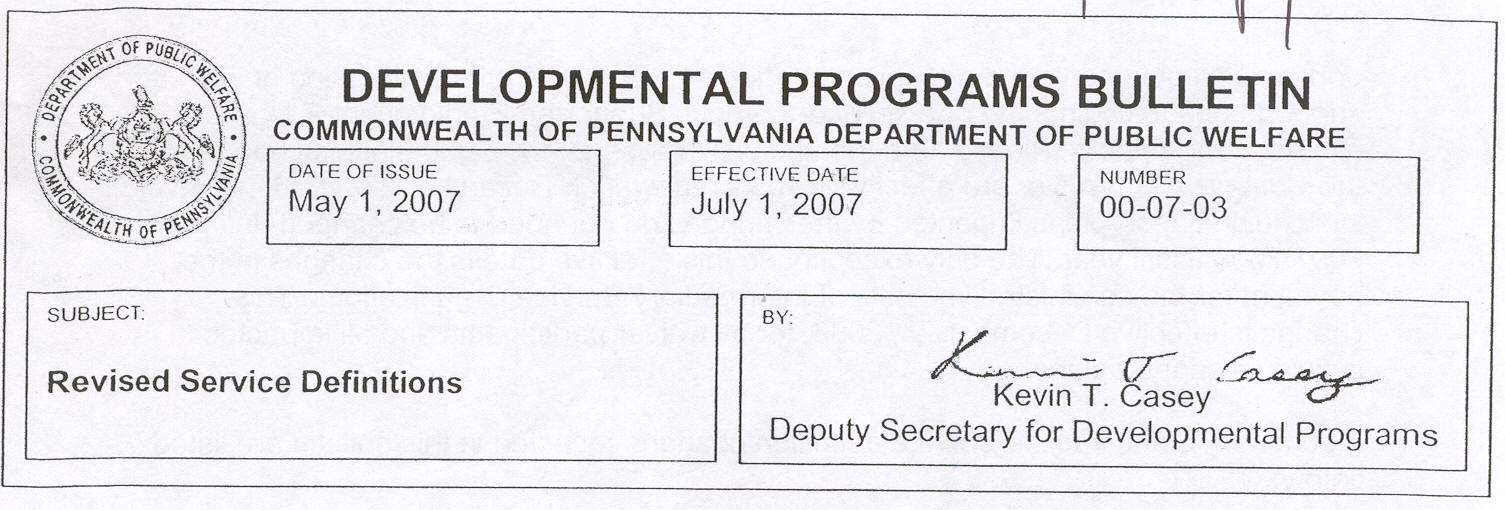 DEPARTMENT OF PUBLIC WELFARE
COMMONWEALTH OF PENNSYLVANIA
DEVELOPMENTAL PROGRAMS BULLETIN
COMMONWEALTH OF PENNSYLVANIA DEPARTMENT OF PUBLIC WELFARE
DATE OF ISSUE
May 1, 2007
EFFECTIVE DATE
July 1, 2007
NUMBER
00-07-03
SUBJECT:
Revised Service Definitions
BY:
Kevin T. Casey
Kevin T. Casey
Deputy Secretary for Developmental Programs